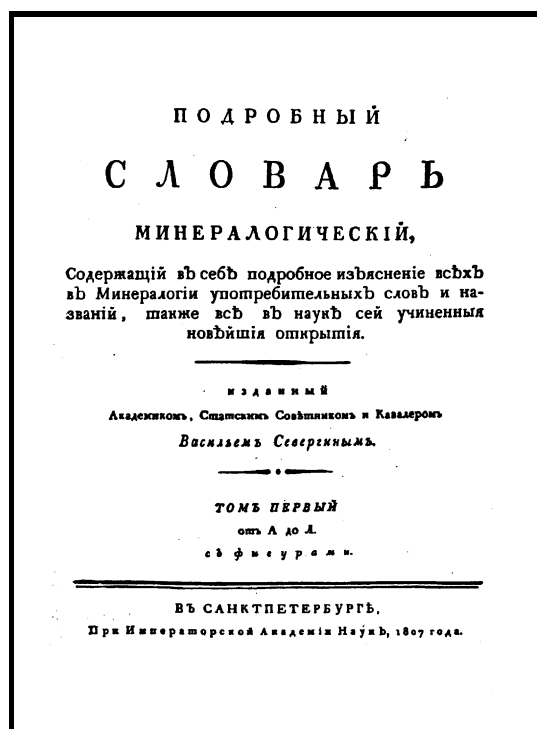 ПОДРОБНЫЙ
СЛОВАРЬ
МИНЕРАЛОГИЧЕСКІЙ,
Содержащій въ себѣ подробное изъясненіе всѣхъ
въ Минералогіи употребительныхъ словъ и на-
званій, также всѣ въ наукѣ сей учиненныя
новѣйшія открытія.
изданный
Академикомъ, Статскимъ Совѣтникомъ и Кавалеромъ
Васильемъ Севергинымъ.
ТОМЪ ПЕРВЫЙ
отъ А до Л.
съ фигурами.
ВЪ САНКТПЕТЕРБУРГѢ,
При Императорской Академіи Наукъ, 1807 года.